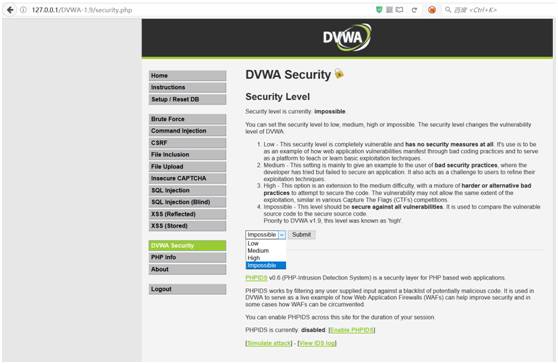 127.0.0.1/DVWA-1.9/security.php
百度 <Ctrl+K>
DVWA
Home
Instructions
Setup / Reset DB
Brute Force
Command Injection
CSRF
File Inclusion
File Upload
Insecure CAPTCHA
SQL Injection
SQL Injection (Blind)
XSS (Reflected)
XSS (Stored)
DVWA Security
PHP Info
About
Logout
DVWA Security
Security Level
Security level is currently: impossible.
You can set the security level to low, medium, high or impossible. The security level changes the vulnerability
level of DVWA:
1. Low - This security level is completely vulnerable and has no security measures at all. It's use is to be
as an example of how web application vulnerabilities manifest through bad coding practices and to serve
as a platform to teach or learn basic exploitation techniques.
2. Medium - This setting is mainly to give an example to the user of bad security practices, where the
developer has tried but failed to secure an application. It also acts as a challenge to users to refine their
exploitation techniques.
3. High - This option is an extension to the medium difficulty, with a mixture of harder or alternative bad
practices to attempt to secure the code. The vulnerability may not allow the same extent of the
exploitation, similar in various Capture The Flags (CTFs) competitions.
4. Impossible - This level should be secure against all vulnerabilities. It is used to compare the vulnerable
source code to the secure source code.
Priority to DVWA v1.9, this level was known as 'high'.
Impossible Submit
Low
Medium
High
Impossible
PHPIDS v0.6 (PHP-Intrusion Detection System) is a security layer for PHP based web applications.
PHPIDS works by filtering any user supplied input against a blacklist of potentially malicious code. It is used in
DVWA to serve as a live example of how Web Application Firewalls (WAFs) can help improve security and in
some cases how WAFs can be circumvented.
You can enable PHPIDS across this site for the duration of your session.
PHPIDS is currently: disabled. [Enable PHPIDS]
[Simulate attack] - [View IDS log]